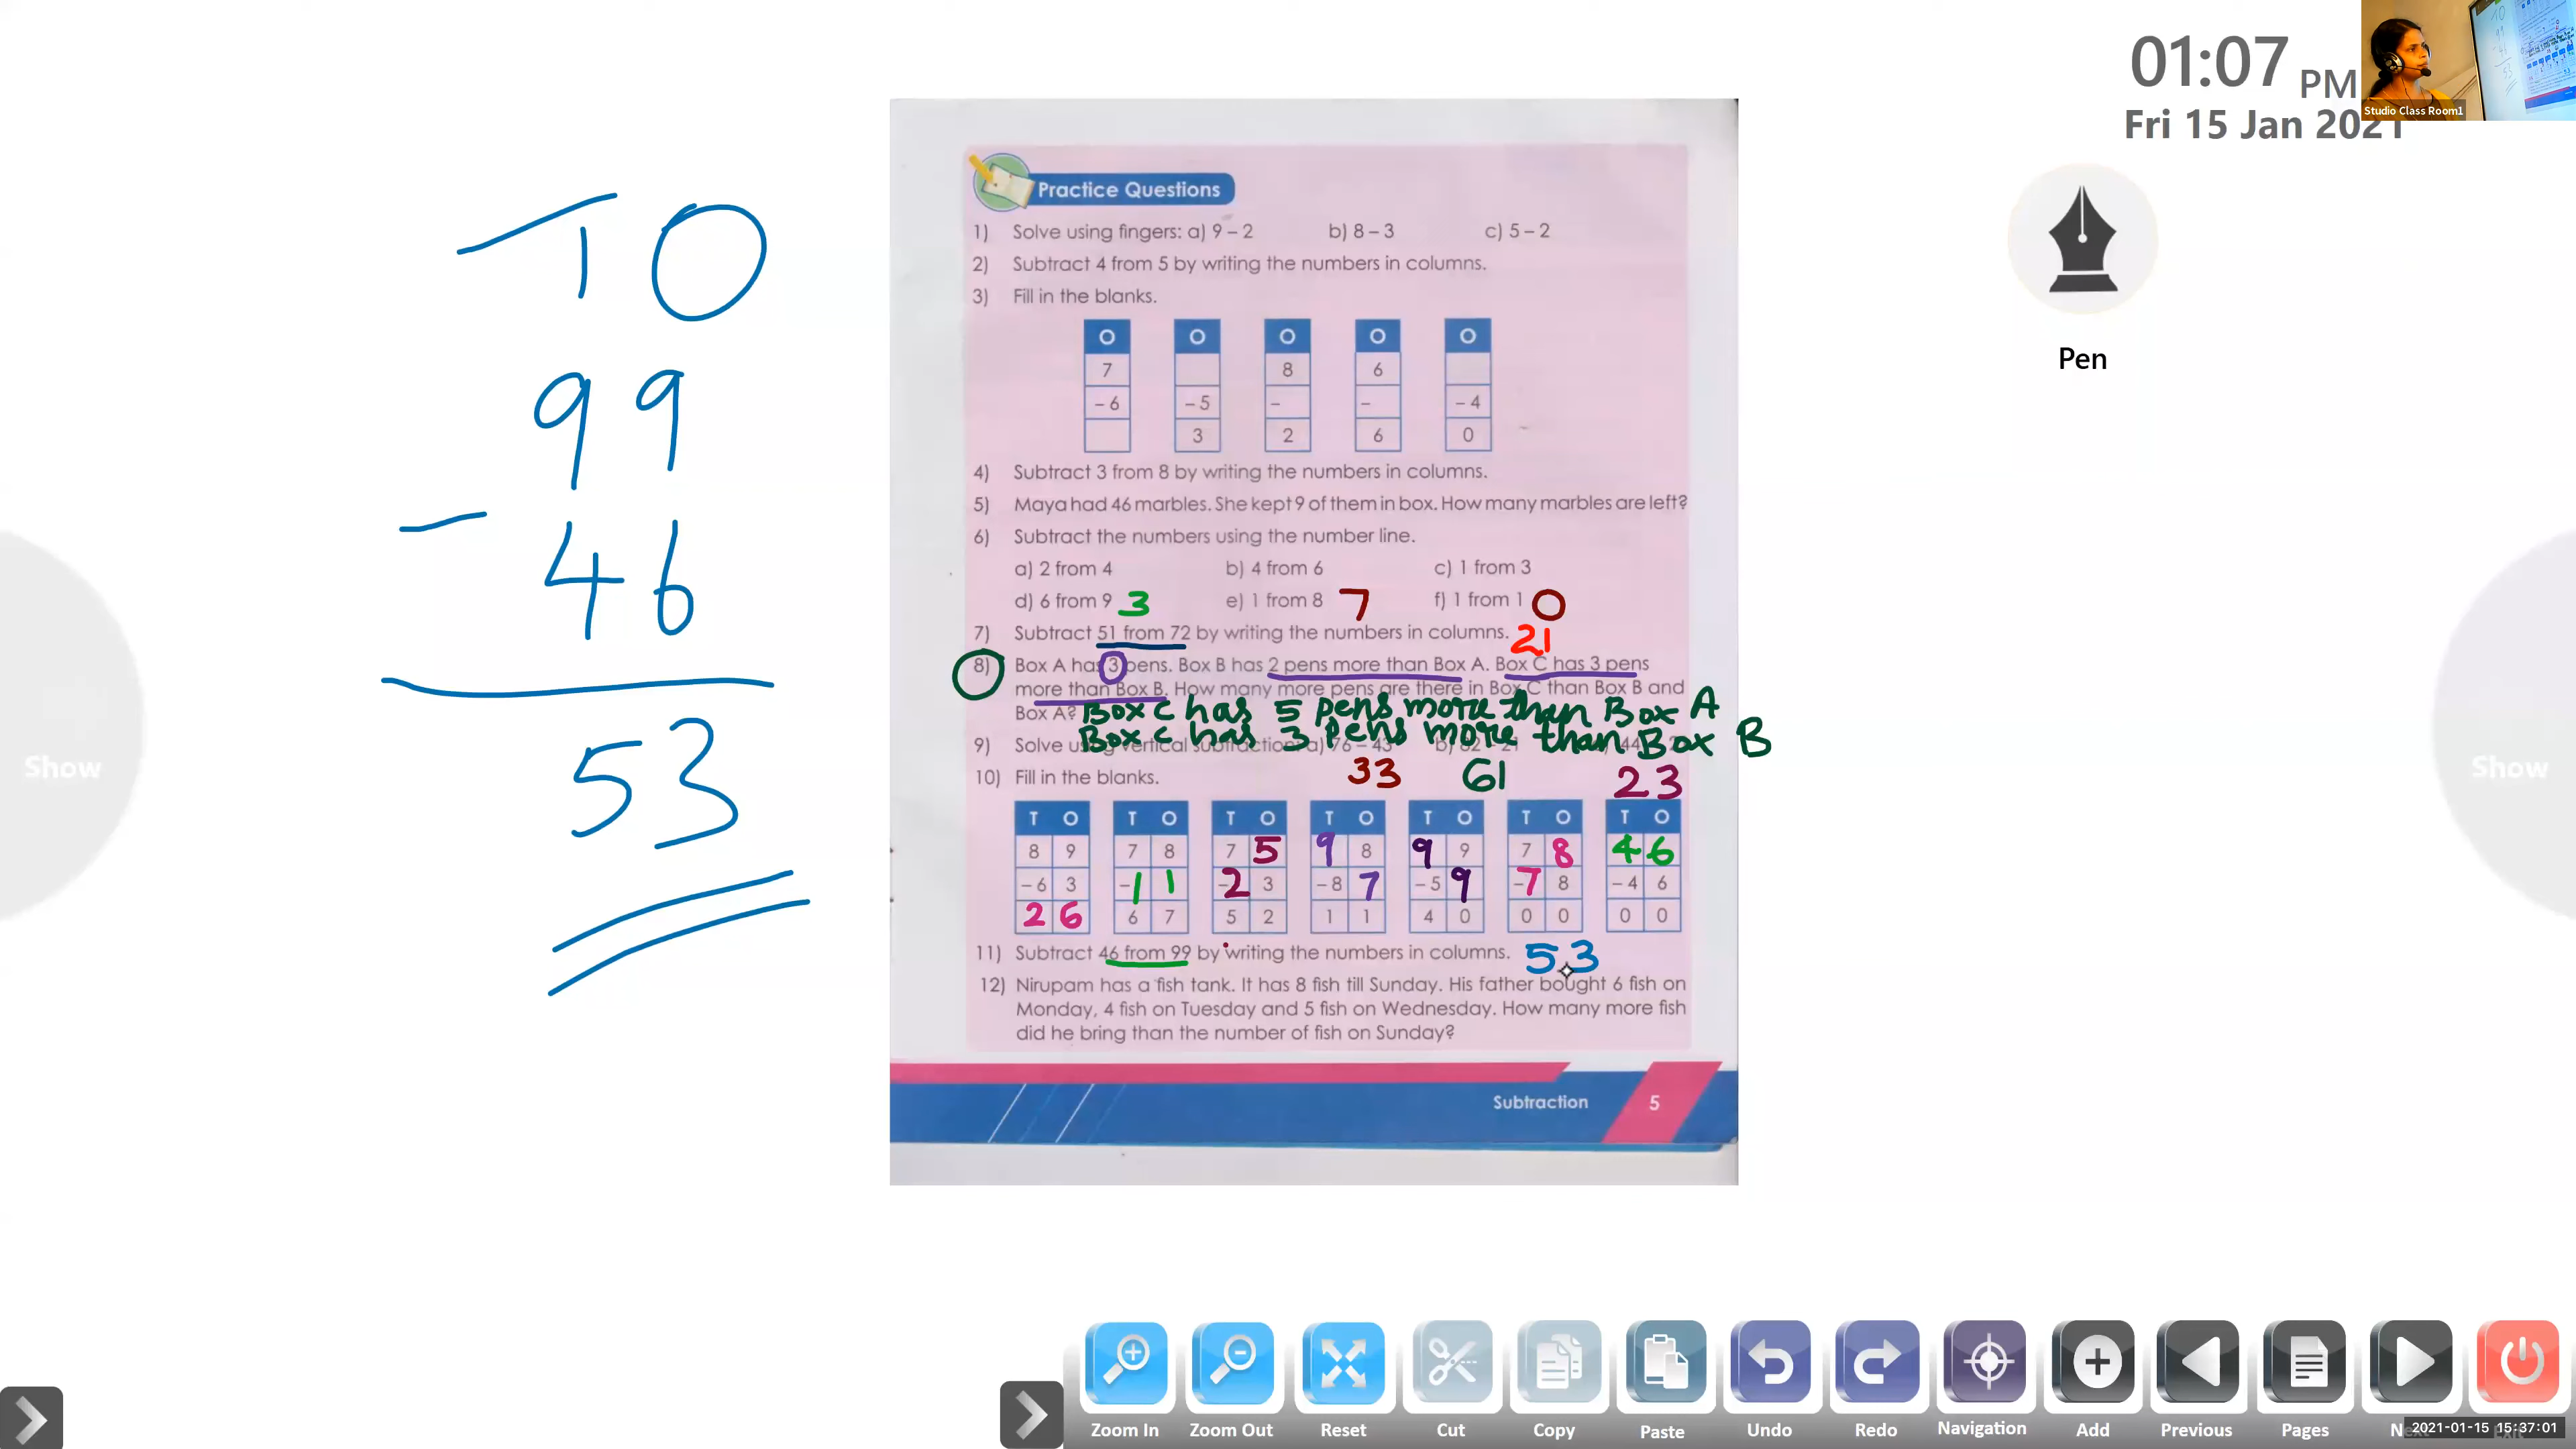 01:07 PM
Fri 15 Jan 2021
Studio Class Room1
Pen
T O
9 9
- 4 6
5 3
Practice Questions
1) Solve using fingers: a) 9 – 2 b) 8 – 3 c) 5 – 2
2) Subtract 4 from 5 by writing the numbers in columns.
3) Fill in the blanks.
O O O O O
7 8 6
– 6 – 5 – – – 4
3 2 6 0
4) Subtract 3 from 8 by writing the numbers in columns.
5) Maya had 46 marbles. She kept 9 of them in box. How many marbles are left?
6) Subtract the numbers using the number line.
a) 2 from 4 b) 4 from 6 c) 1 from 3
d) 6 from 9 3 e) 1 from 8 7 f) 1 from 1 0
7) Subtract 51 from 72 by writing the numbers in columns. 21
8) Box A has 3 pens. Box B has 2 pens more than Box A. Box C has 3 pens
more than Box B. How many more pens are there in Box C than Box B and
Box A? Box C has 5 pens more than Box A
Box C has 3 pens more than Box B
9) Solve using vertical subtraction: a) 76 – 43 b)
33 61 23
10) Fill in the blanks.
T O T O T O T O T O T O T O
8 9 7 8 7 5 9 8 9 9 7 8 4 6
– 6 3 – 1 1 – 2 3 – 8 7 – 5 9 – 7 8 – 4 6
2 6 6 7 5 2 1 1 4 0 0 0 0 0
11) Subtract 46 from 99 by writing the numbers in columns. 53
12) Nirupam has a fish tank. It has 8 fish till Sunday. His father bought 6 fish on
Monday, 4 fish on Tuesday and 5 fish on Wednesday. How many more fish
did he bring than the number of fish on Sunday?
Subtraction 5
Show
Show
Zoom In Zoom Out Reset Cut Copy Paste Undo Redo Navigation Add Previous Pages
2021-01-15 15:37:01